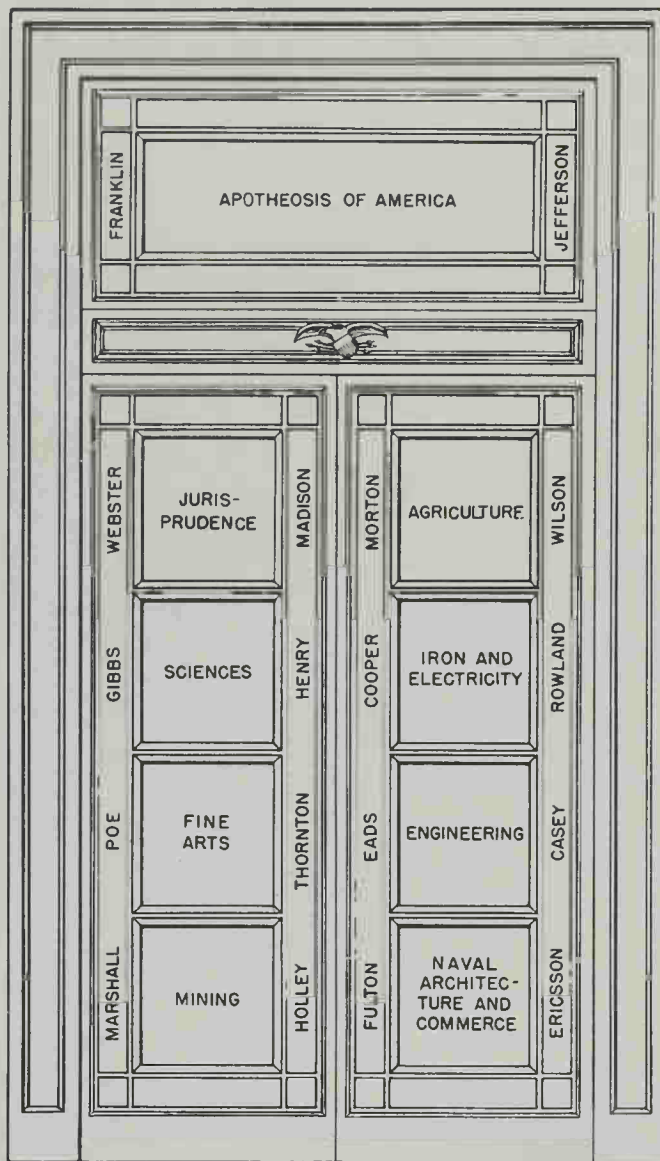 FRANKLIN
APOTHEOSIS OF AMERICA
JEFFERSON
WEBSTER
JURIS-
PRUDENCE
MADISON
MORTON
AGRICULTURE
WILSON
GIBBS
SCIENCES
HENRY
COOPER
IRON AND
ELECTRICITY
ROWLAND
POE
FINE
ARTS
THORNTON
EADS
ENGINEERING
CASEY
MARSHALL
MINING
HOLLEY
FULTON
NAVAL
ARCHITEC-
TURE AND
COMMERCE
ERICSSON